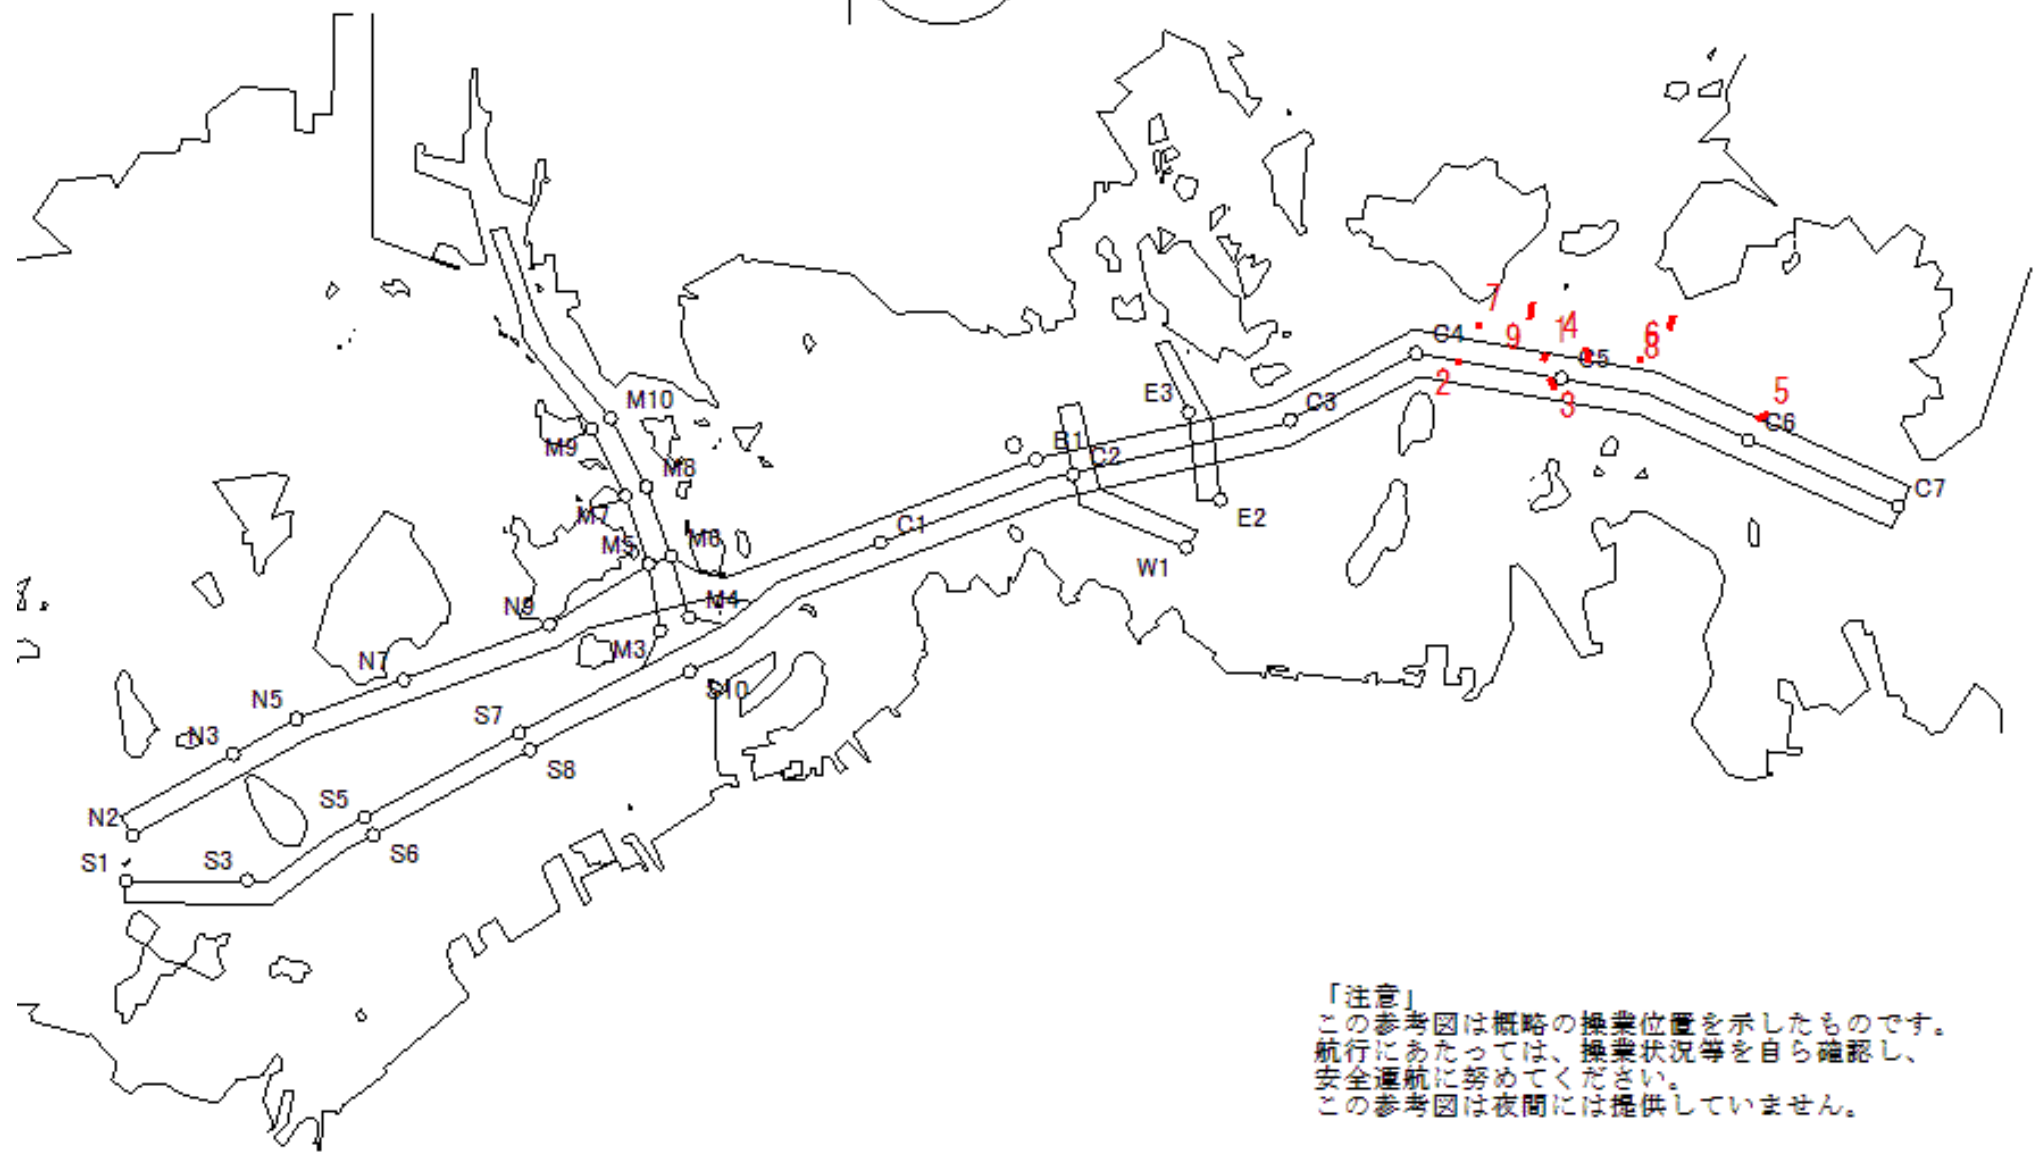 7
C4
9
1
4
6
C5
8
2
3
5
C6
C7
M10
E3
C3
M9
B1
C2
M8
M7
E2
C1
M5
M6
W1
N9
M4
M3
N7
S10
N5
S7
N3
S8
N2
S5
S6
S1
S3
「注意」
この参考図は概略の操業位置を示したものです。
航行にあたっては、操業状況等を自ら確認し、
安全運航に努めてください。
この参考図は夜間には提供していません。